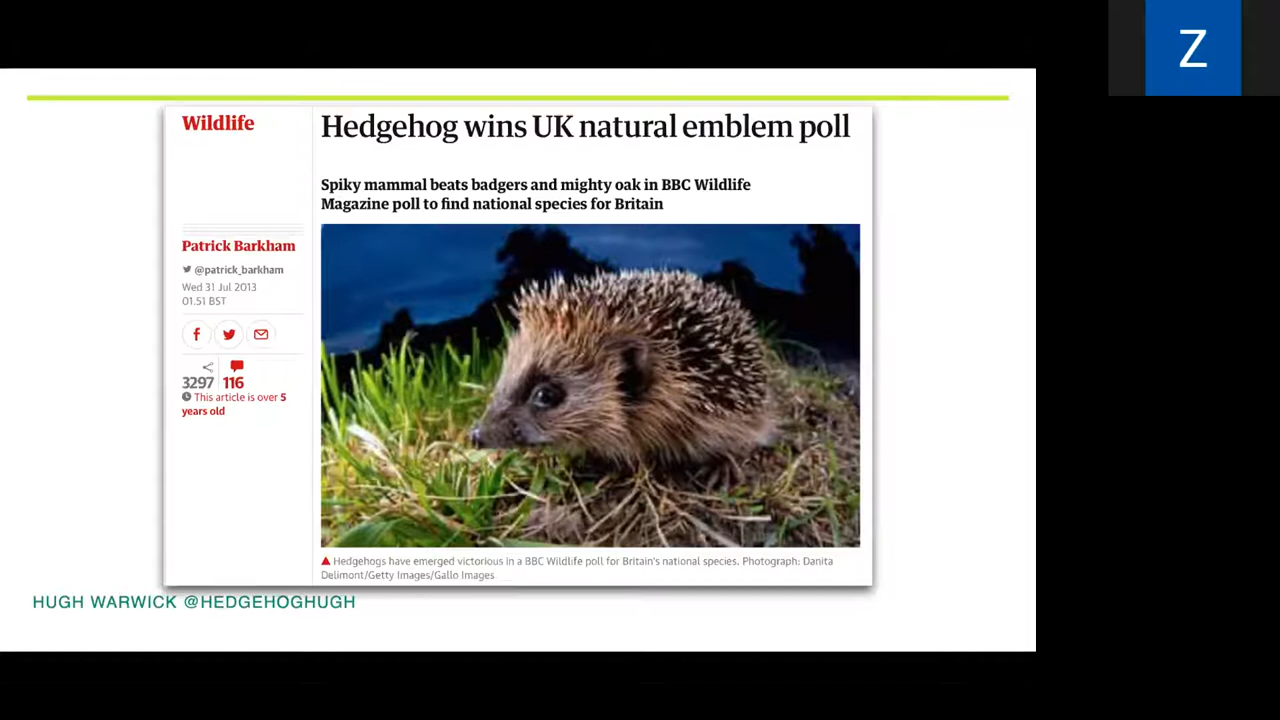 Z
Wildlife
Hedgehog wins UK natural emblem poll
Spiky mammal beats badgers and mighty oak in BBC Wildlife
Magazine poll to find national species for Britain
Patrick Barkham
@patrick_barkham
Wed 31 Jul 2013
01.51 BST
3297 116
This article is over 5
years old
Hedgehogs have emerged victorious in a BBC Wildlife poll for Britain's national species. Photograph: Danita
Delimont/Getty Images/Gallo Images
HUGH WARWICK @HEDGEHOGHUGH